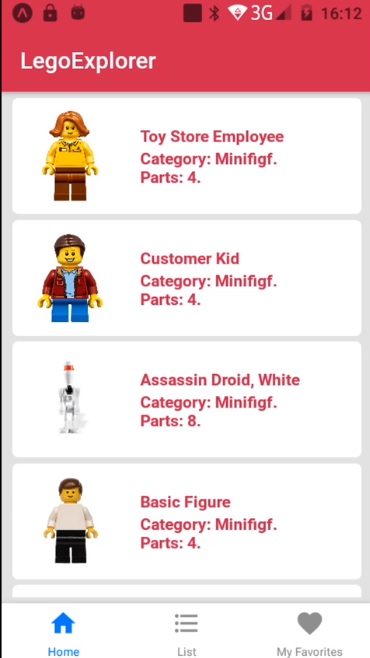 3G 16:12
LegoExplorer
Toy Store Employee
Category: Minifigf.
Parts: 4.
Customer Kid
Category: Minifigf.
Parts: 4.
Assassin Droid, White
Category: Minifigf.
Parts: 8.
Basic Figure
Category: Minifigf.
Parts: 4.
Home List My Favorites